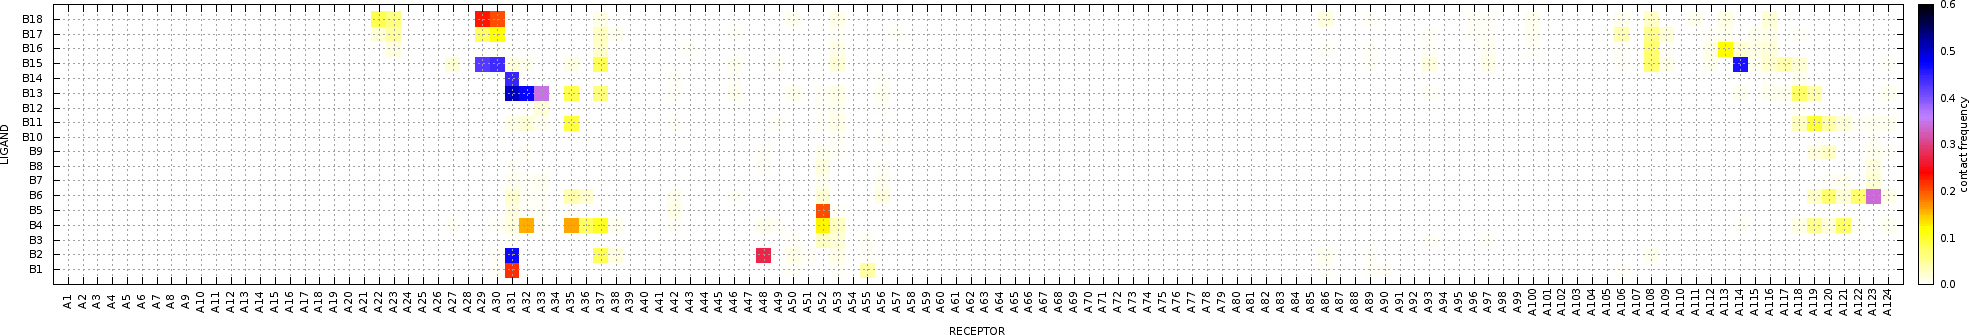 B18
B17
B16
B15
B14
B13
B12
B11
B10
B9
B8
B7
B6
B5
B4
B3
B2
B1
LIGAND
A1 A2 A3 A4 A5 A6 A7 A8 A9 A10 A11 A12 A13 A14 A15 A16 A17 A18 A19 A20 A21 A22 A23 A24 A25 A26 A27 A28 A29 A30 A31 A32 A33 A34 A35 A36 A37 A38 A39 A40 A41 A42 A43 A44 A45 A46 A47 A48 A49 A50 A51 A52 A53 A54 A55 A56 A57 A58 A59 A60 A61 A62 A63 A64 A65 A66 A67 A68 A69 A70 A71 A72 A73 A74 A75 A76 A77 A78 A79 A80 A81 A82 A83 A84 A85 A86 A87 A88 A89 A90 A91 A92 A93 A94 A95 A96 A97 A98 A99 A100 A101 A102 A103 A104 A105 A106 A107 A108 A109 A110 A111 A112 A113 A114 A115 A116 A117 A118 A119 A120 A121 A122 A123 A124
RECEPTOR
0.6
0.5
0.4
0.3
0.2
0.1
0.0
contact frequency